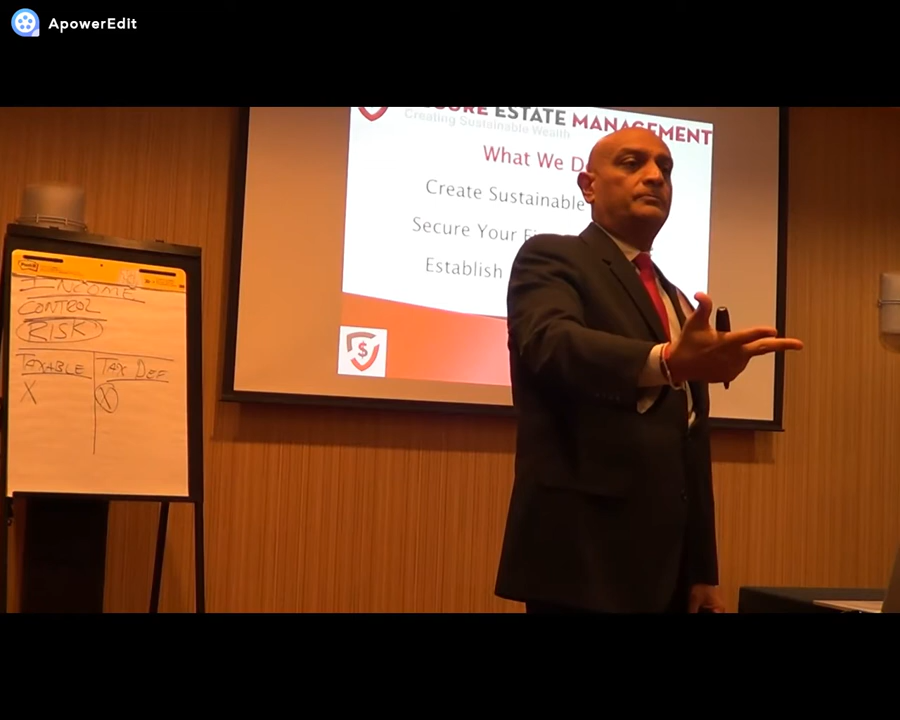 ApowerEdit
ESTATE MANAGEMENT
Creating Sustainable Wealth
What We
Create Sustainable
Secure Your
Establish
$
INCOME
CONTROL
RISK
TAXABLE TAX DEF
X X